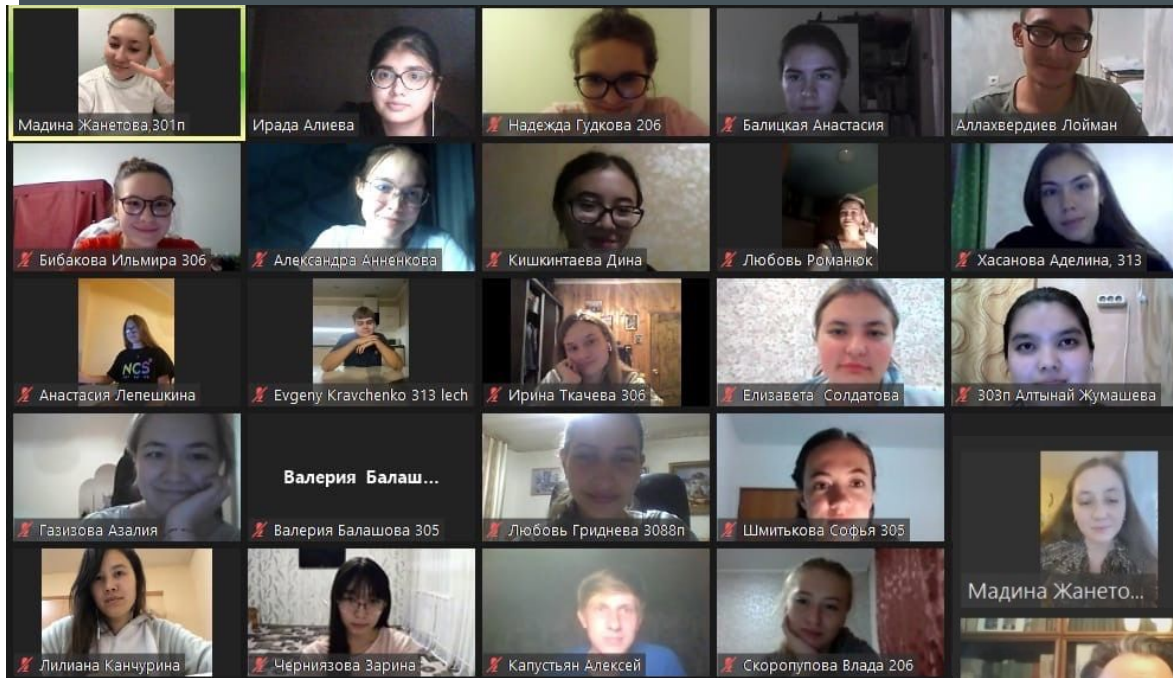 Мадина Жанетова,301п
Ирада Алиева
Надежда Гудкова 206
Балицкая Анастасия
Аллахвердиев Лойман
Бибакова Ильмира 306
Александра Анненкова
Кишкинтаева Дина
Любовь Романюк
Хасанова Аделина, 313
NCS
Анастасия Лепешкина
Evgeny Kravchenko 313 lech
Ирина Ткачева 306
Елизавета Солдатова
303п Алтынай Жумашева
Газизова Азалия
Валерия Балаш...
Валерия Балашова 305
Любовь Гриднева 3088п
Шмитькова Софья 305
Мадина Жането...
Лилиана Канчурина
Черниязова Зарина
Капустьян Алексей
Скоропупова Влада 206